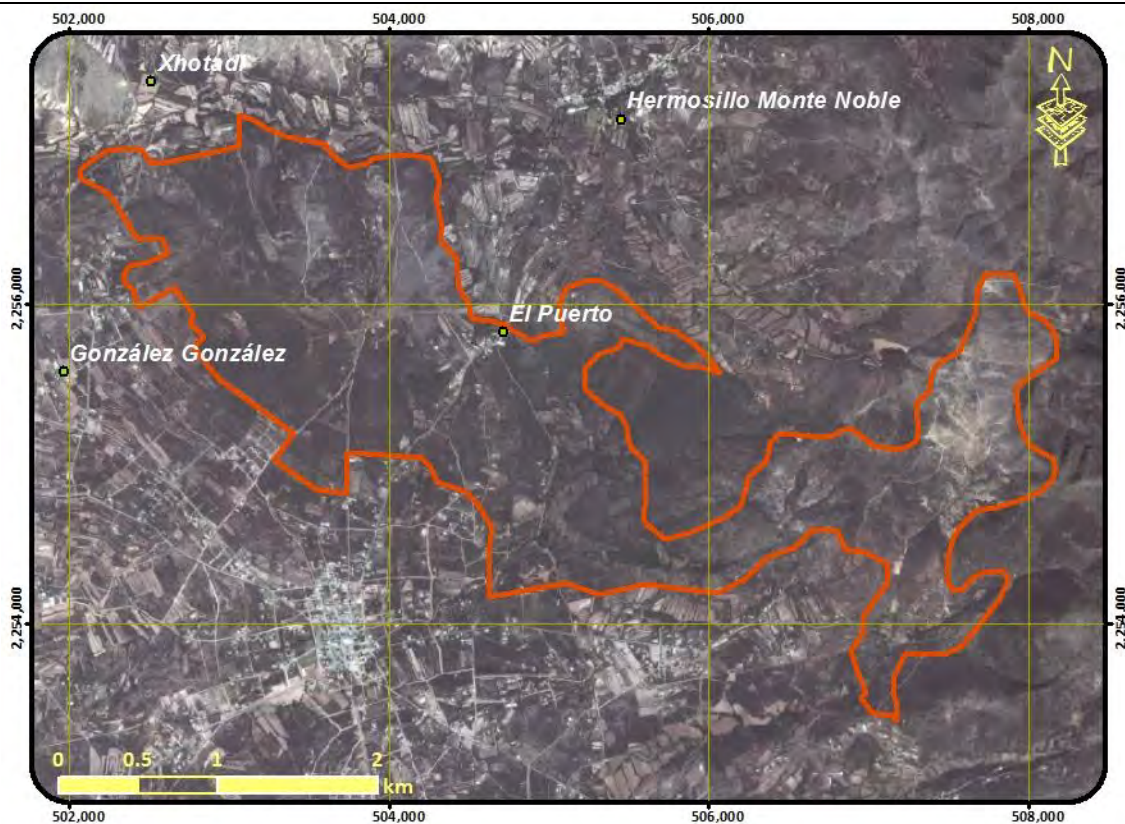 502,000 504,000 506,000 508,000
Xhotadi
N
Hermosillo Monte Noble
2,256,000 2,256,000
El Puerto
González González
2,254,000 2,254,000
0 0.5 1 2
km
502,000 504,000 506,000 508,000